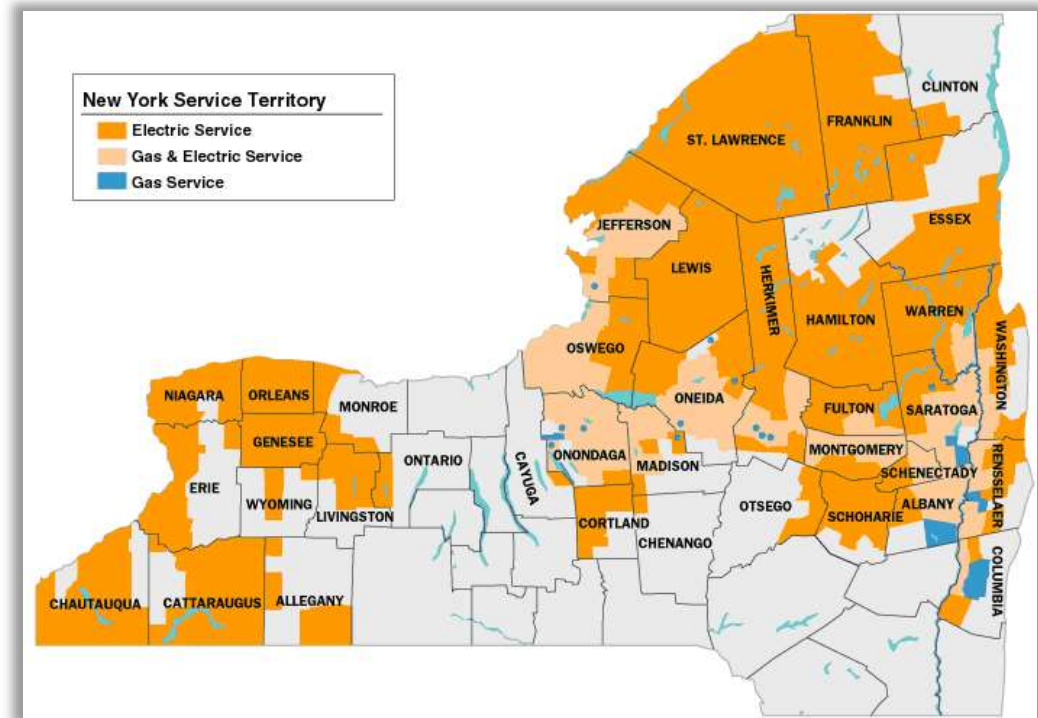 New York Service Territory
Electric Service
Gas & Electric Service
Gas Service
CLINTON
FRANKLIN
ST. LAWRENCE
ESSEX
JEFFERSON
LEWIS
HERKIMER
HAMILTON
WARREN
WASHINGTON
OSWEGO
ONEIDA
NIAGARA
ORLEANS
MONROE
FULTON
SARATOGA
GENESEE
MONTGOMERY
ONTARIO
CAYUGA
ONONDAGA
MADISON
SCHENECTADY
RENSSELAER
ERIE
WYOMING
LIVINGSTON
OTSEGO
ALBANY
CORTLAND
SCHOHARIE
CHENANGO
COLUMBIA
CHAUTAUQUA
CATTARAUGUS
ALLEGANY